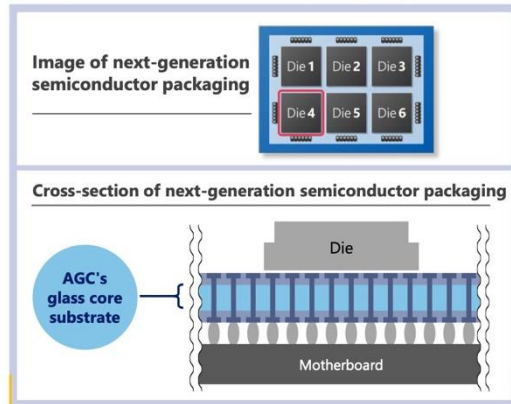 Image of next-generation
semiconductor packaging
Die 1
Die 2
Die 3
Die 4
Die 5
Die 6
Cross-section of next-generation semiconductor packaging
Die
AGC's
glass core
substrate
Motherboard